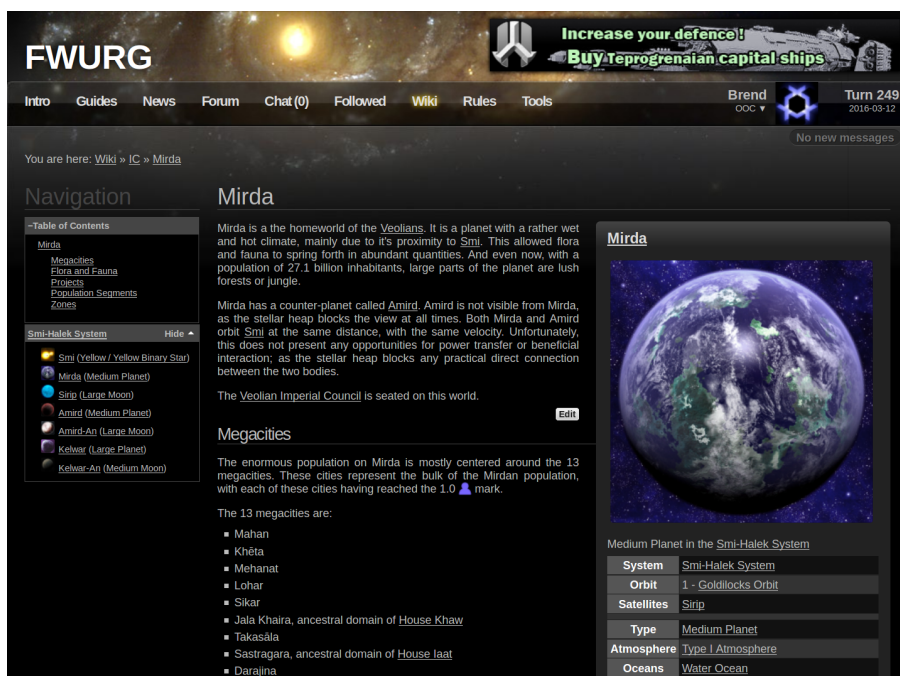 FWURG
Increase your defence !
Buy Teprogrenaian capital ships
Intro Guides News Forum Chat (0) Followed Wiki Rules Tools
Brend
OOC ▼
Turn 249
2016-03-12
No new messages
You are here: Wiki » IC » Mirda
Navigation
−Table of Contents
Mirda
Megacities
Flora and Fauna
Projects
Population Segments
Zones
Smi-Halek System Hide
Smi (Yellow / Yellow Binary Star)
Mirda (Medium Planet)
Sirip (Large Moon)
Amird (Medium Planet)
Amird-An (Large Moon)
Kelwar (Large Planet)
Kelwar-An (Medium Moon)
Mirda
Mirda is a the homeworld of the Veolians. It is a planet with a rather wet
and hot climate, mainly due to it's proximity to Smi. This allowed flora
and fauna to spring forth in abundant quantities. And even now, with a
population of 27.1 billion inhabitants, large parts of the planet are lush
forests or jungle.
Mirda has a counter-planet called Amird. Amird is not visible from Mirda,
as the stellar heap blocks the view at all times. Both Mirda and Amird
orbit Smi at the same distance, with the same velocity. Unfortunately,
this does not present any opportunities for power transfer or beneficial
interaction; as the stellar heap blocks any practical direct connection
between the two bodies.
The Veolian Imperial Council is seated on this world.
Edit
Megacities
The enormous population on Mirda is mostly centered around the 13
megacities. These cities represent the bulk of the Mirdan population,
with each of these cities having reached the 1.0 mark.
The 13 megacities are:
Mahan
Khêta
Mehanat
Lohar
Sikar
Jala Khaira, ancestral domain of House Khaw
Takasâla
Sastragara, ancestral domain of House Iaat
Darajina
Mirda
Medium Planet in the Smi-Halek System
System Smi-Halek System
Orbit 1 - Goldilocks Orbit
Satellites Sirip
Type Medium Planet
Atmosphere Type I Atmosphere
Oceans Water Ocean